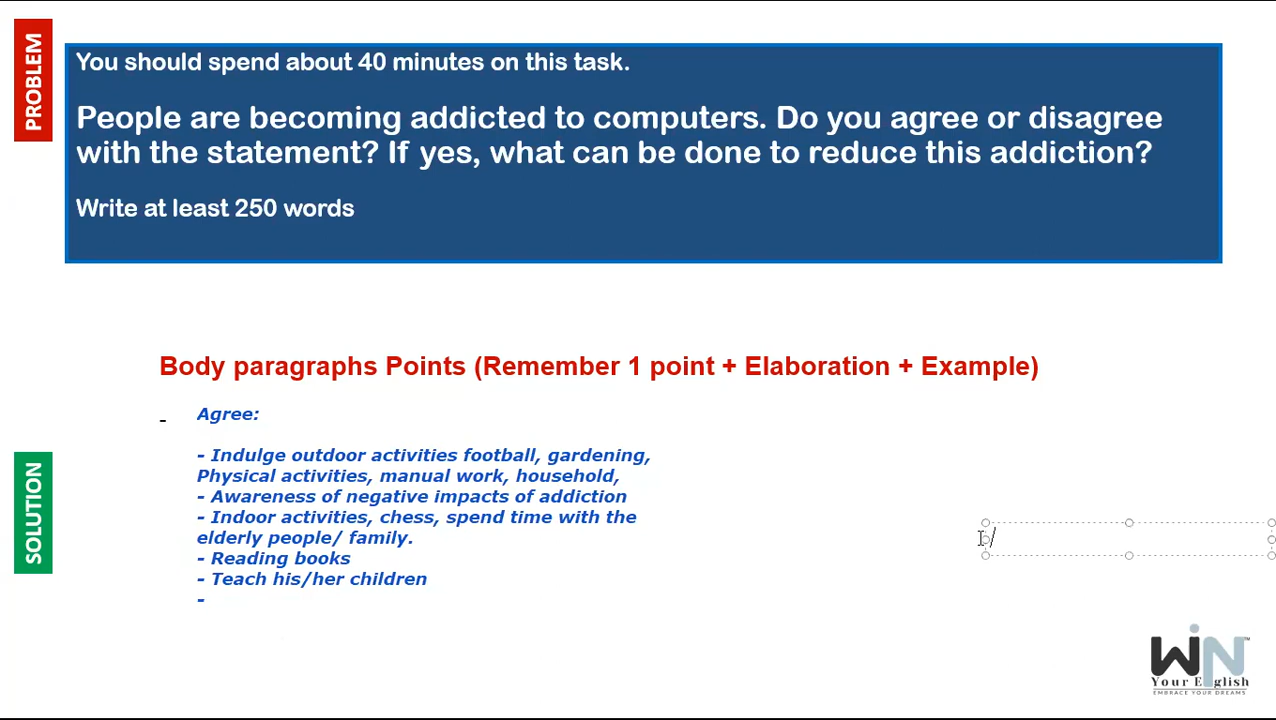 PROBLEM
You should spend about 40 minutes on this task.
People are becoming addicted to computers. Do you agree or disagree
with the statement? If yes, what can be done to reduce this addiction?
Write at least 250 words
Body paragraphs Points (Remember 1 point + Elaboration + Example)
- Agree:
- Indulge outdoor activities football, gardening,
Physical activities, manual work, household,
- Awareness of negative impacts of addiction
- Indoor activities, chess, spend time with the
elderly people/ family.
- Reading books
- Teach his/her children
-
SOLUTION
WiN
Your English
EMBRACE YOUR DREAMS